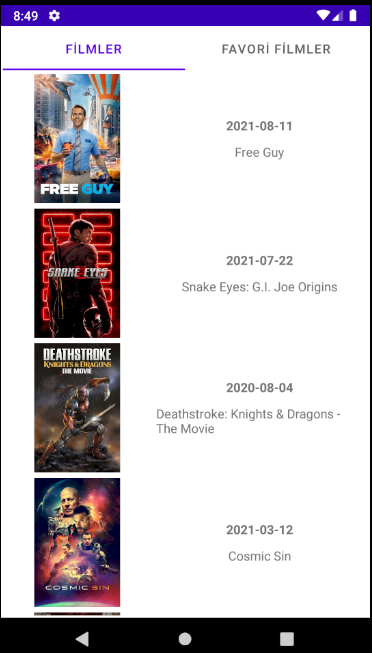 8:49
FİLMLER
FAVORİ FİLMLER
FREE GUY
2021-08-11
Free Guy
SNAKE EYES
2021-07-22
Snake Eyes: G.I. Joe Origins
DEATHSTROKE
KNIGHTS & DRAGONS
THE MOVIE
2020-08-04
Deathstroke: Knights & Dragons -
The Movie
COSMIC SIN
2021-03-12
Cosmic Sin